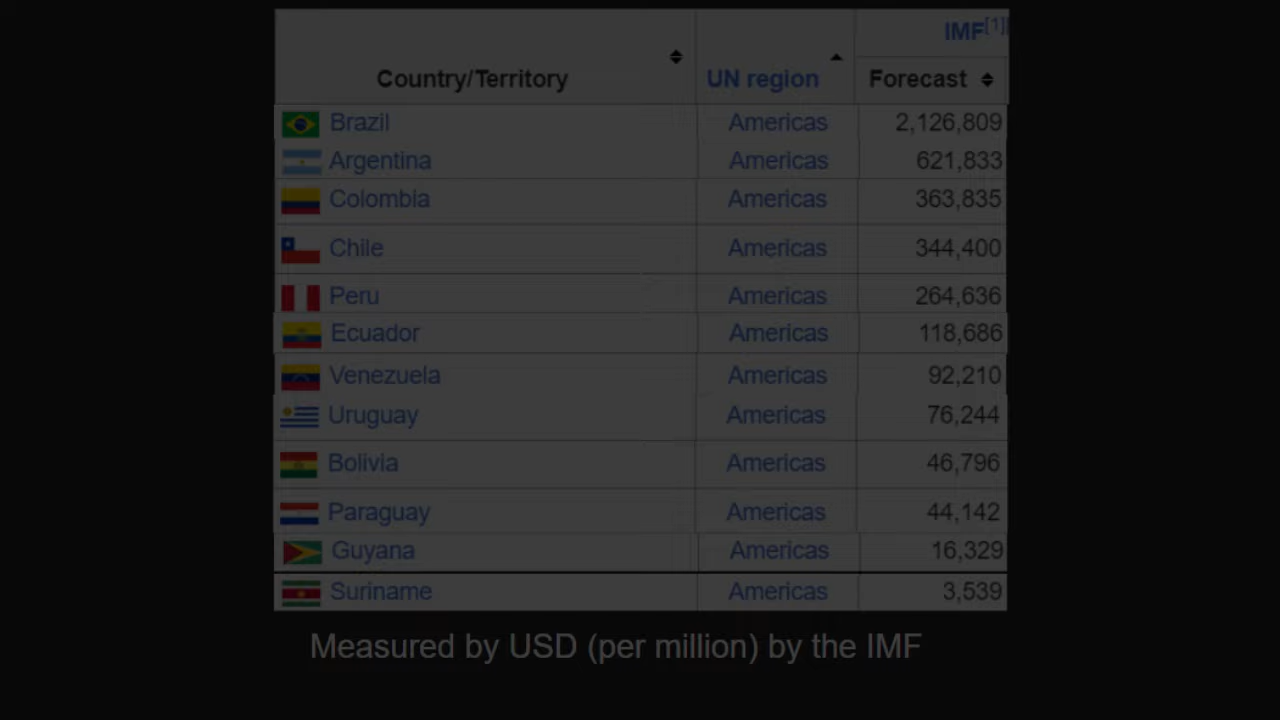 IMF[1]
Country/Territory UN region Forecast
Brazil Americas 2,126,809
Argentina Americas 621,833
Colombia Americas 363,835
Chile Americas 344,400
Peru Americas 264,636
Ecuador Americas 118,686
Venezuela Americas 92,210
Uruguay Americas 76,244
Bolivia Americas 46,796
Paraguay Americas 44,142
Guyana Americas 16,329
Suriname Americas 3,539
Measured by USD (per million) by the IMF